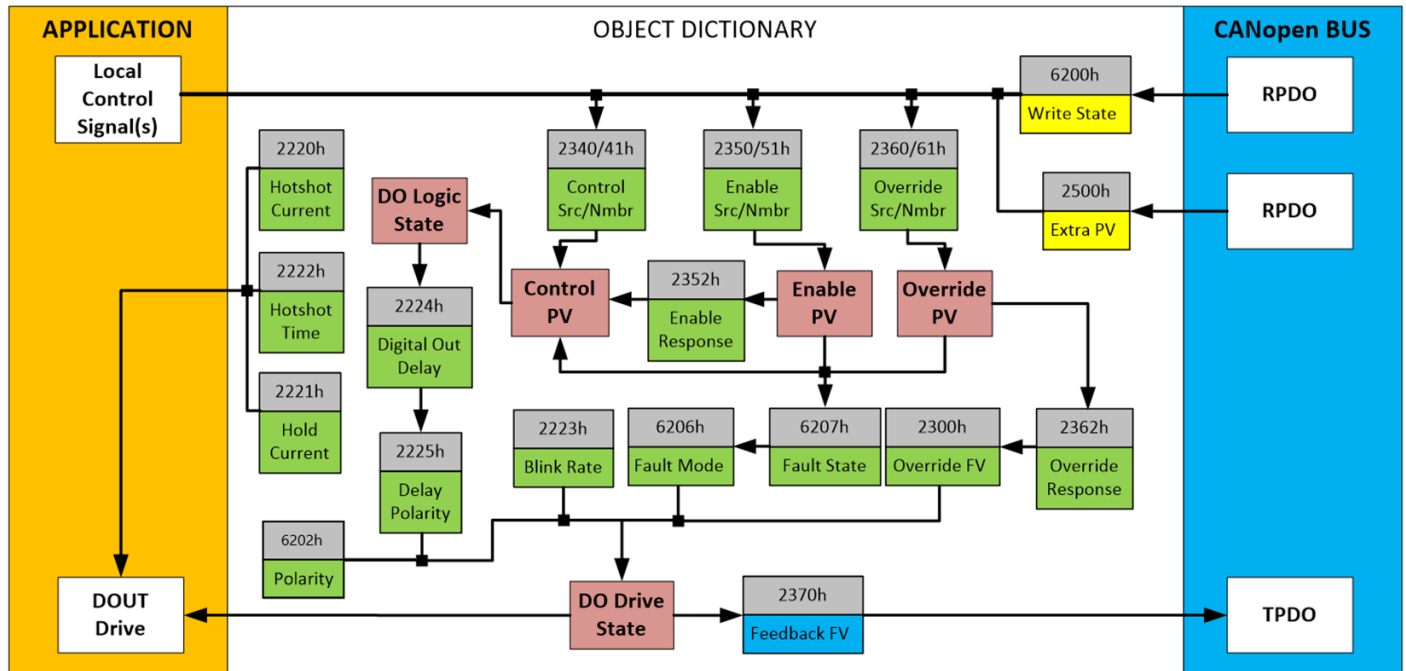 APPLICATION
OBJECT DICTIONARY
CANopen BUS
Local
Control
Signal(s)
6200h
Write State
RPDO
2220h
Hotshot
Current
2340/41h
Control
Src/Nmbr
2350/51h
Enable
Src/Nmbr
2360/61h
Override
Src/Nmbr
2500h
Extra PV
RPDO
DO Logic
State
2222h
Hotshot
Time
2224h
Digital Out
Delay
Control
PV
2352h
Enable
Response
Enable
PV
Override
PV
2221h
Hold
Current
2225h
Delay
Polarity
2223h
Blink Rate
6206h
Fault Mode
6207h
Fault State
2300h
Override FV
2362h
Override
Response
6202h
Polarity
DOUT
Drive
DO Drive
State
2370h
Feedback FV
TPDO